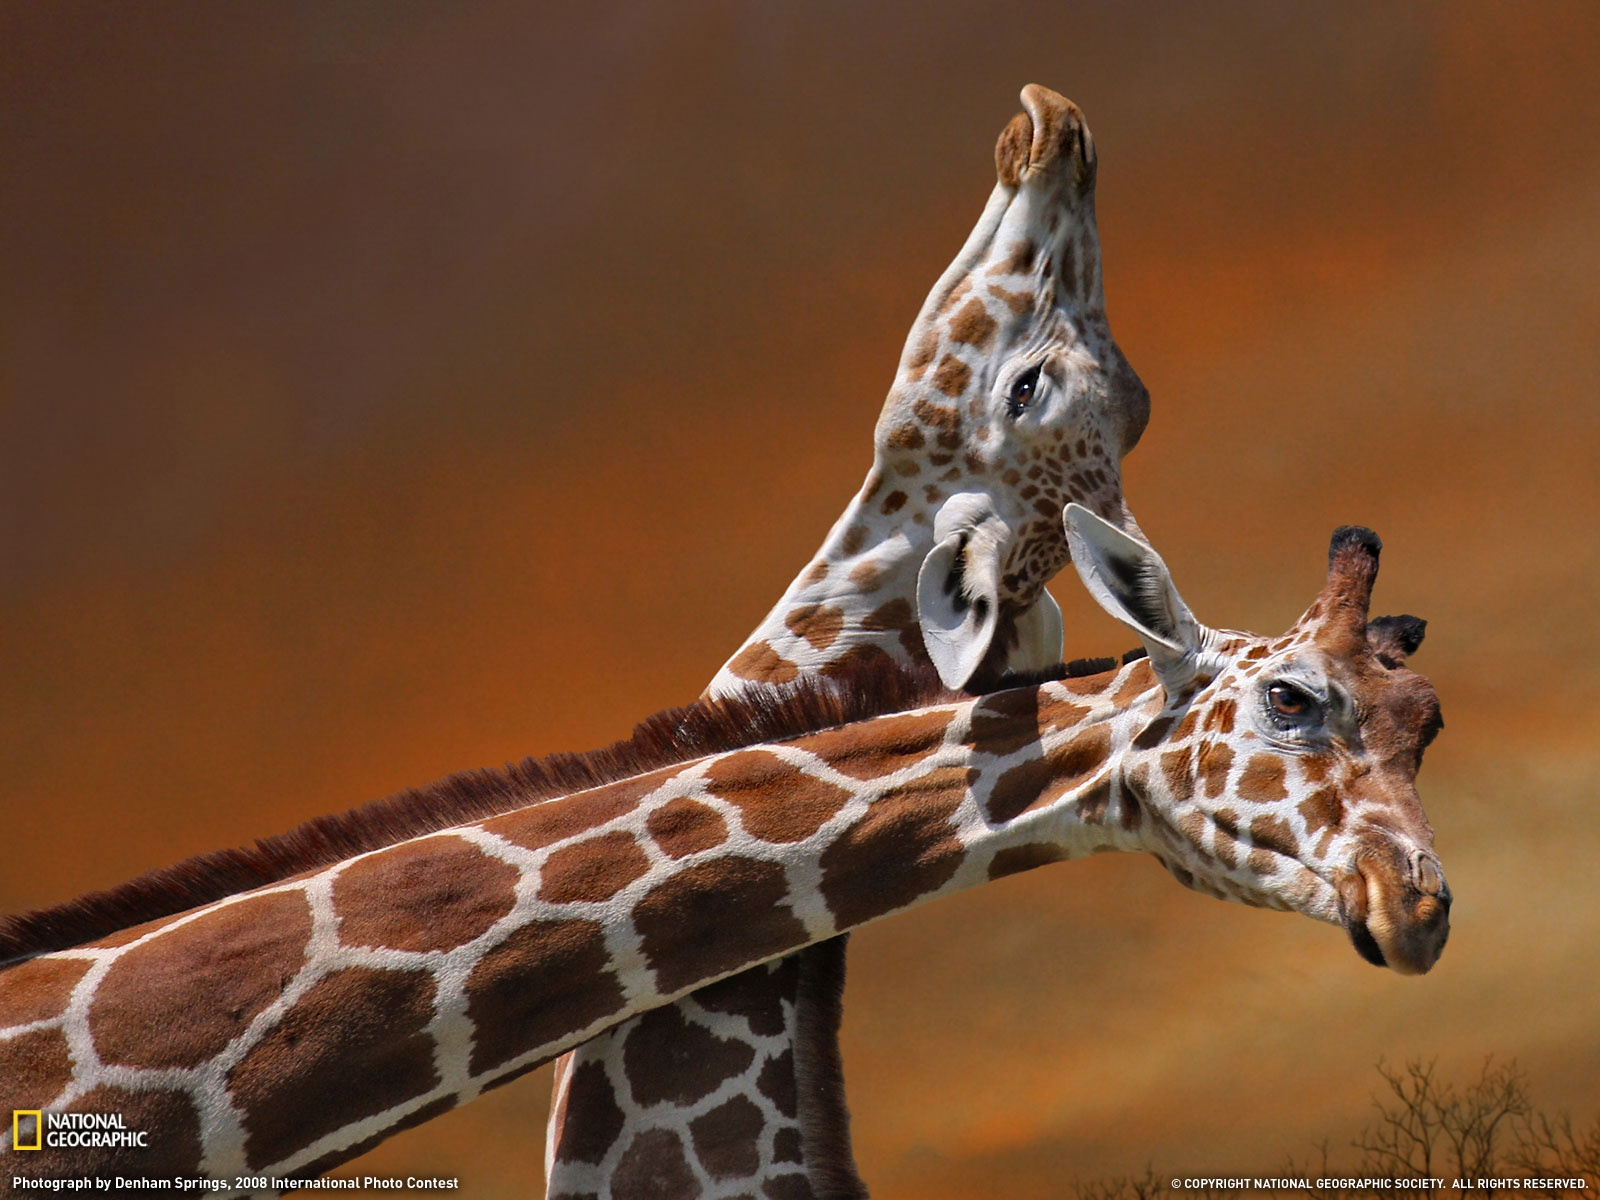 NATIONAL
GEOGRAPHIC
Photograph by Denham Springs, 2008 International Photo Contest
© COPYRIGHT NATIONAL GEOGRAPHIC SOCIETY. ALL RIGHTS RESERVED.